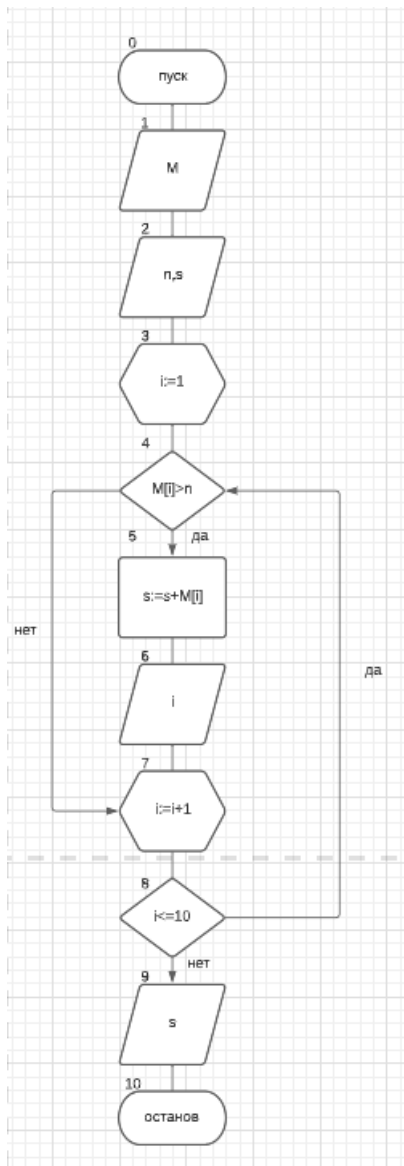 0
пуск
1
M
2
n,s
3
i:=1
4
M[i]>n
5
да
s:=s+M[i]
нет
6
i
да
7
i:=i+1
8
i<=10
нет
9
s
10
останов